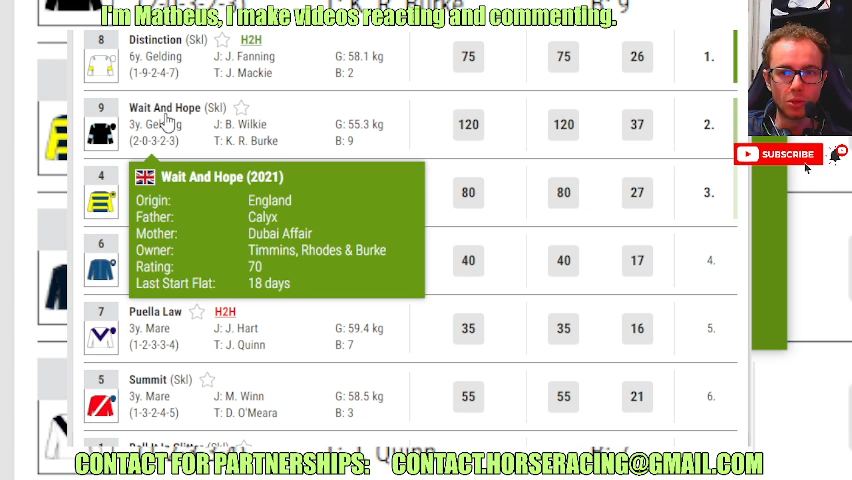 K. R. Burke
B: 9
I'm Matheus, I make videos reacting and commenting.
8 Distinction (Skl) H2H
6y. Gelding J: J. Fanning G: 58.1 kg 75 75 26 1.
(1-9-2-4-7) T: J. Mackie B: 2
9 Wait And Hope (Skl)
3y. Gelding J: B. Wilkie G: 55.3 kg 120 120 37 2.
(2-0-3-2-3) T: K. R. Burke B: 9
SUBSCRIBE
4 Wait And Hope (2021)
Origin: England 80 80 27 3.
Father: Calyx
Mother: Dubai Affair
6 Owner: Timmins, Rhodes & Burke
Rating: 70 40 40 17 4.
Last Start Flat: 18 days
7 Puella Law H2H
3y. Mare J: J. Hart G: 59.4 kg 35 35 16 5.
(1-2-3-3-4) T: J. Quinn B: 7
5 Summit (Skl)
3y. Mare J: M. Winn G: 58.5 kg 55 55 21 6.
(1-3-2-4-5) T: D. O'Meara B: 3
CONTACT FOR PARTNERSHIPS: CONTACT.HORSERACING@GMAIL.COM